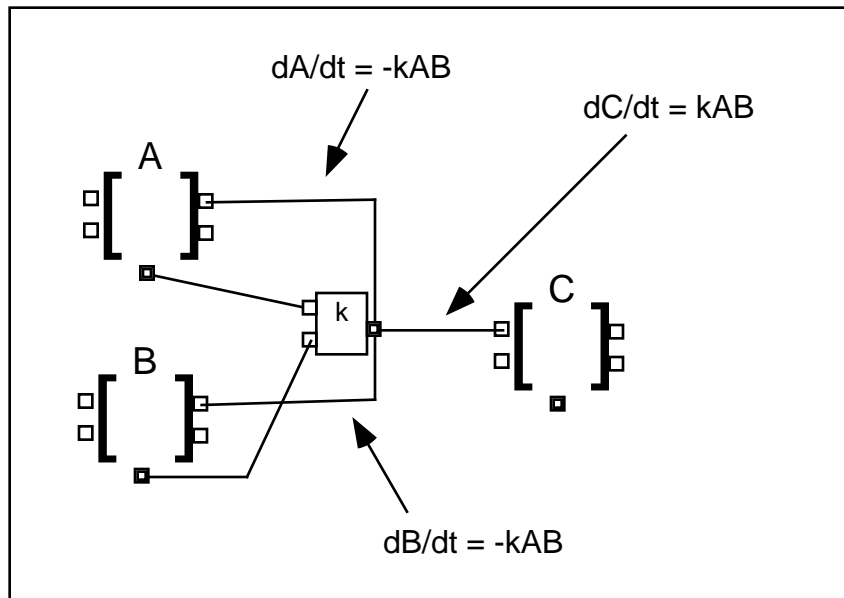 dA/dt = -kAB
dC/dt = kAB
A
k
C
B
dB/dt = -kAB